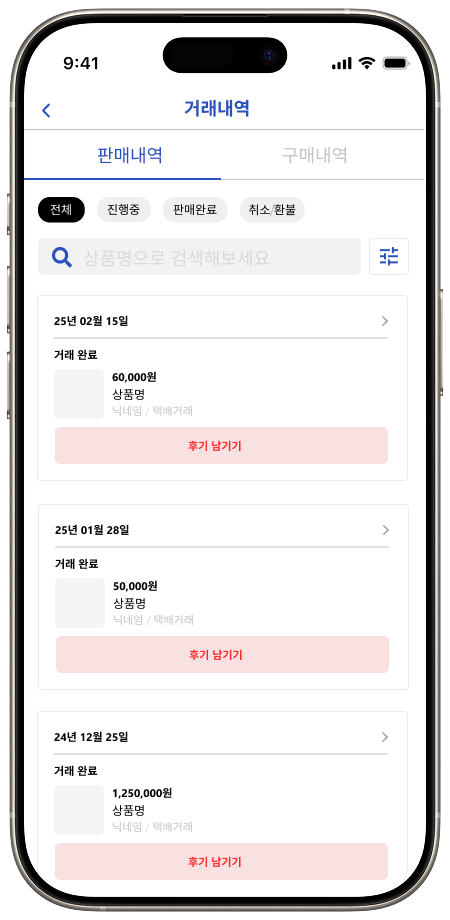 9:41
거래내역
판매내역 구매내역
전체 진행중 판매완료 취소/환불
상품명으로 검색해보세요
25년 02월 15일
거래 완료
60,000원
상품명
닉네임 / 택배거래
후기 남기기
25년 01월 28일
거래 완료
50,000원
상품명
닉네임 / 택배거래
후기 남기기
24년 12월 25일
거래 완료
1,250,000원
상품명
닉네임 / 택배거래
후기 남기기